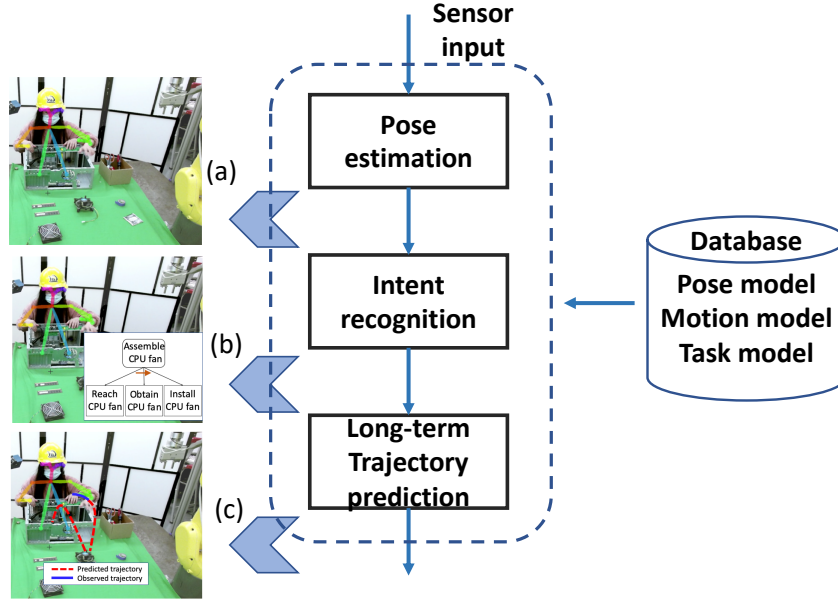 Sensor
input
Pose
estimation
(a)
Database
Intent
recognition
Pose model
Motion model
Task model
(b)
Assemble
CPU fan
Reach
CPU fan
Obtain
CPU fan
Install
CPU fan
Long-term
Trajectory
prediction
(c)
Predicted trajectory
Observed trajectory